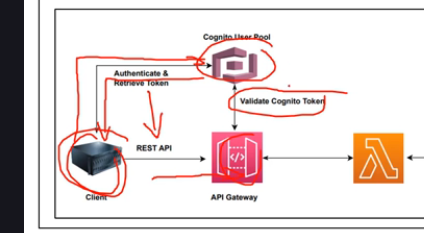 Cognito User Pool
Authenticate &
Retrieve Token
Validate Cognito Token
REST API
</>
Client
API Gateway